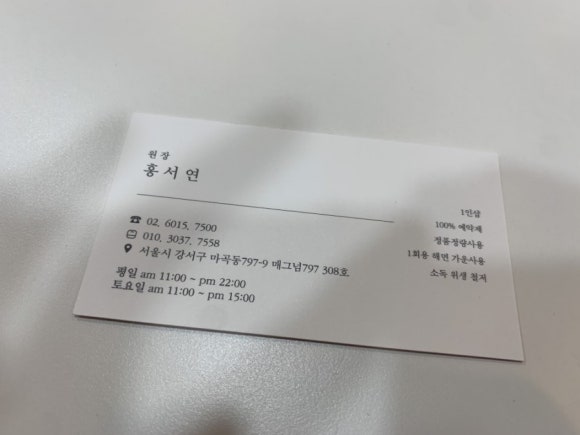 원장
홍서연
02. 6015. 7500
010. 3037. 7558
서울시 강서구 마곡동797-9 매그넘797 308호
평일 am 11:00 ~ pm 22:00
토요일 am 11:00 ~ pm 15:00
1인샵
100% 예약제
정품정량사용
1회용 해면 가운사용
소독 위생 철저